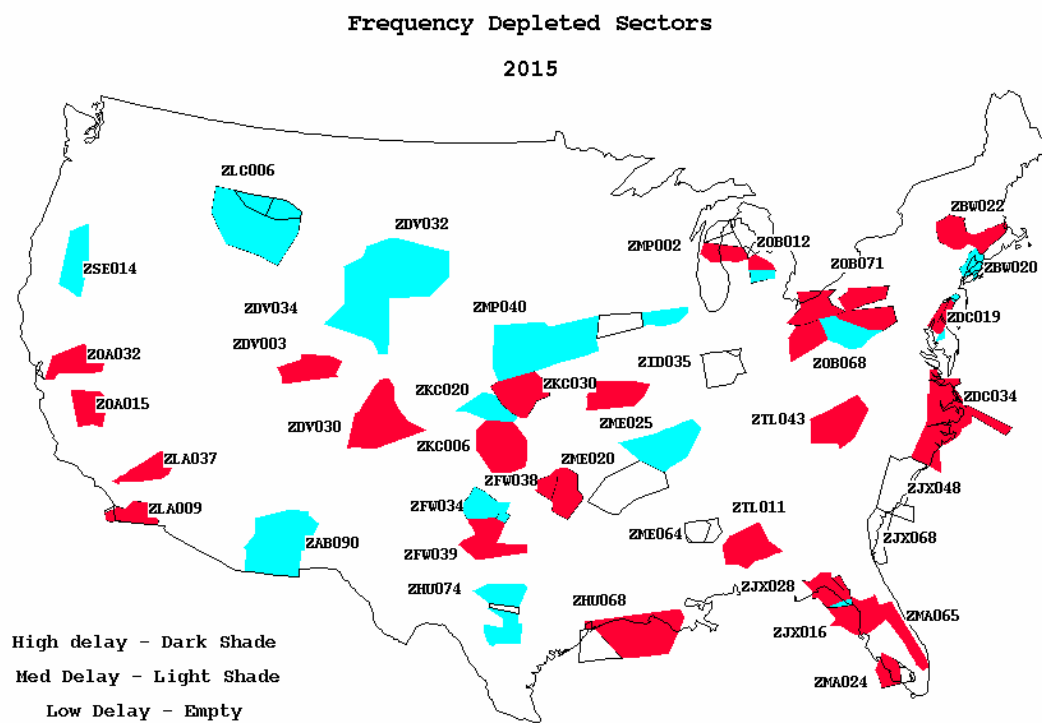 Frequency Depleted Sectors
2015
ZLC006
ZBW022
ZDV032
ZMP002
ZOB012
ZOB071
ZSE014
ZBW020
ZDV034
ZMP040
ZDC019
ZDV003
ZOA032
ZID035
ZOB068
ZKC020
ZKC030
ZDC034
ZOA015
ZME025
ZTL043
ZDV030
ZKC006
ZLA037
ZME020
ZFW038
ZJX048
ZLA009
ZFW034
ZTL011
ZME064
ZJX068
ZAB090
ZFW039
ZHU074
ZJX028
ZHU068
ZMA065
ZJX016
High delay - Dark Shade
Med Delay - Light Shade
ZMA024
Low Delay - Empty